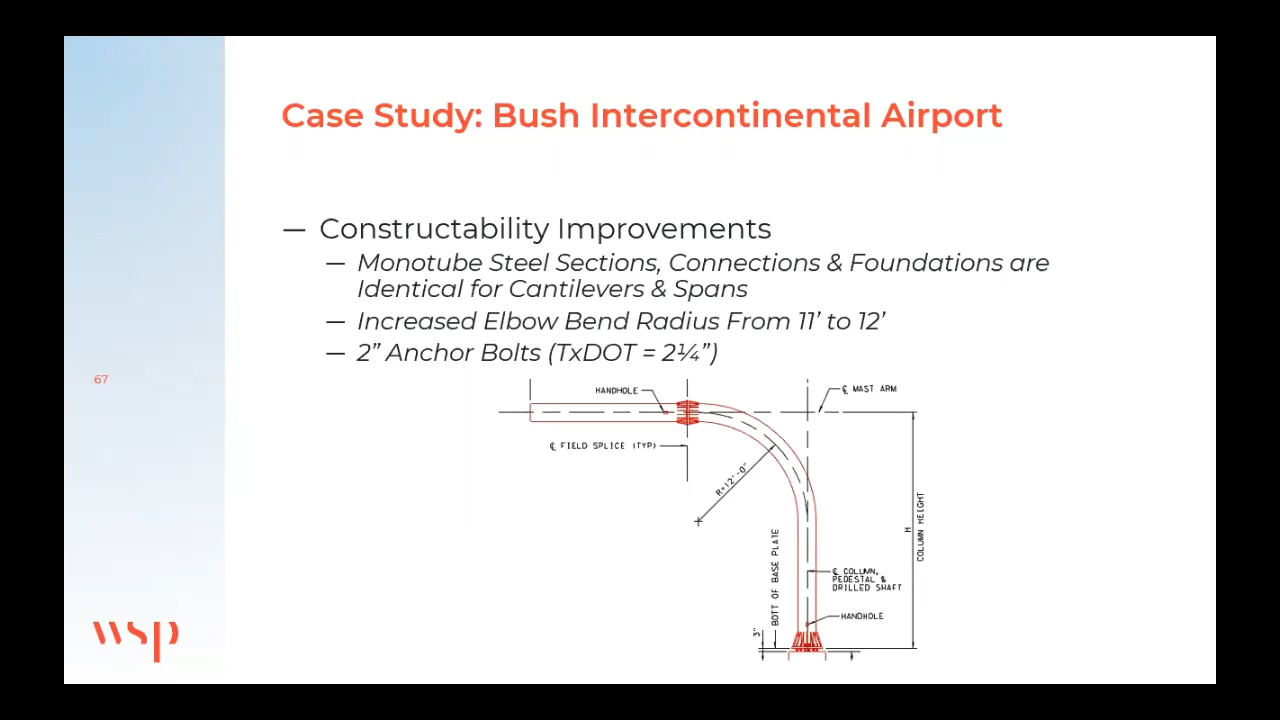 Case Study: Bush Intercontinental Airport
— Constructability Improvements
— Monotube Steel Sections, Connections & Foundations are
Identical for Cantilevers & Spans
— Increased Elbow Bend Radius From 11’ to 12’
— 2” Anchor Bolts (TxDOT = 2¼”)
67
HANDHOLE
℄ MAST ARM
℄ FIELD SPLICE (TYP)
R=12'-0"
H
COLUMN HEIGHT
BOTT OF BASE PLATE
℄ COLUMN,
PEDESTAL &
DRILLED SHAFT
HANDHOLE
3"
wsp